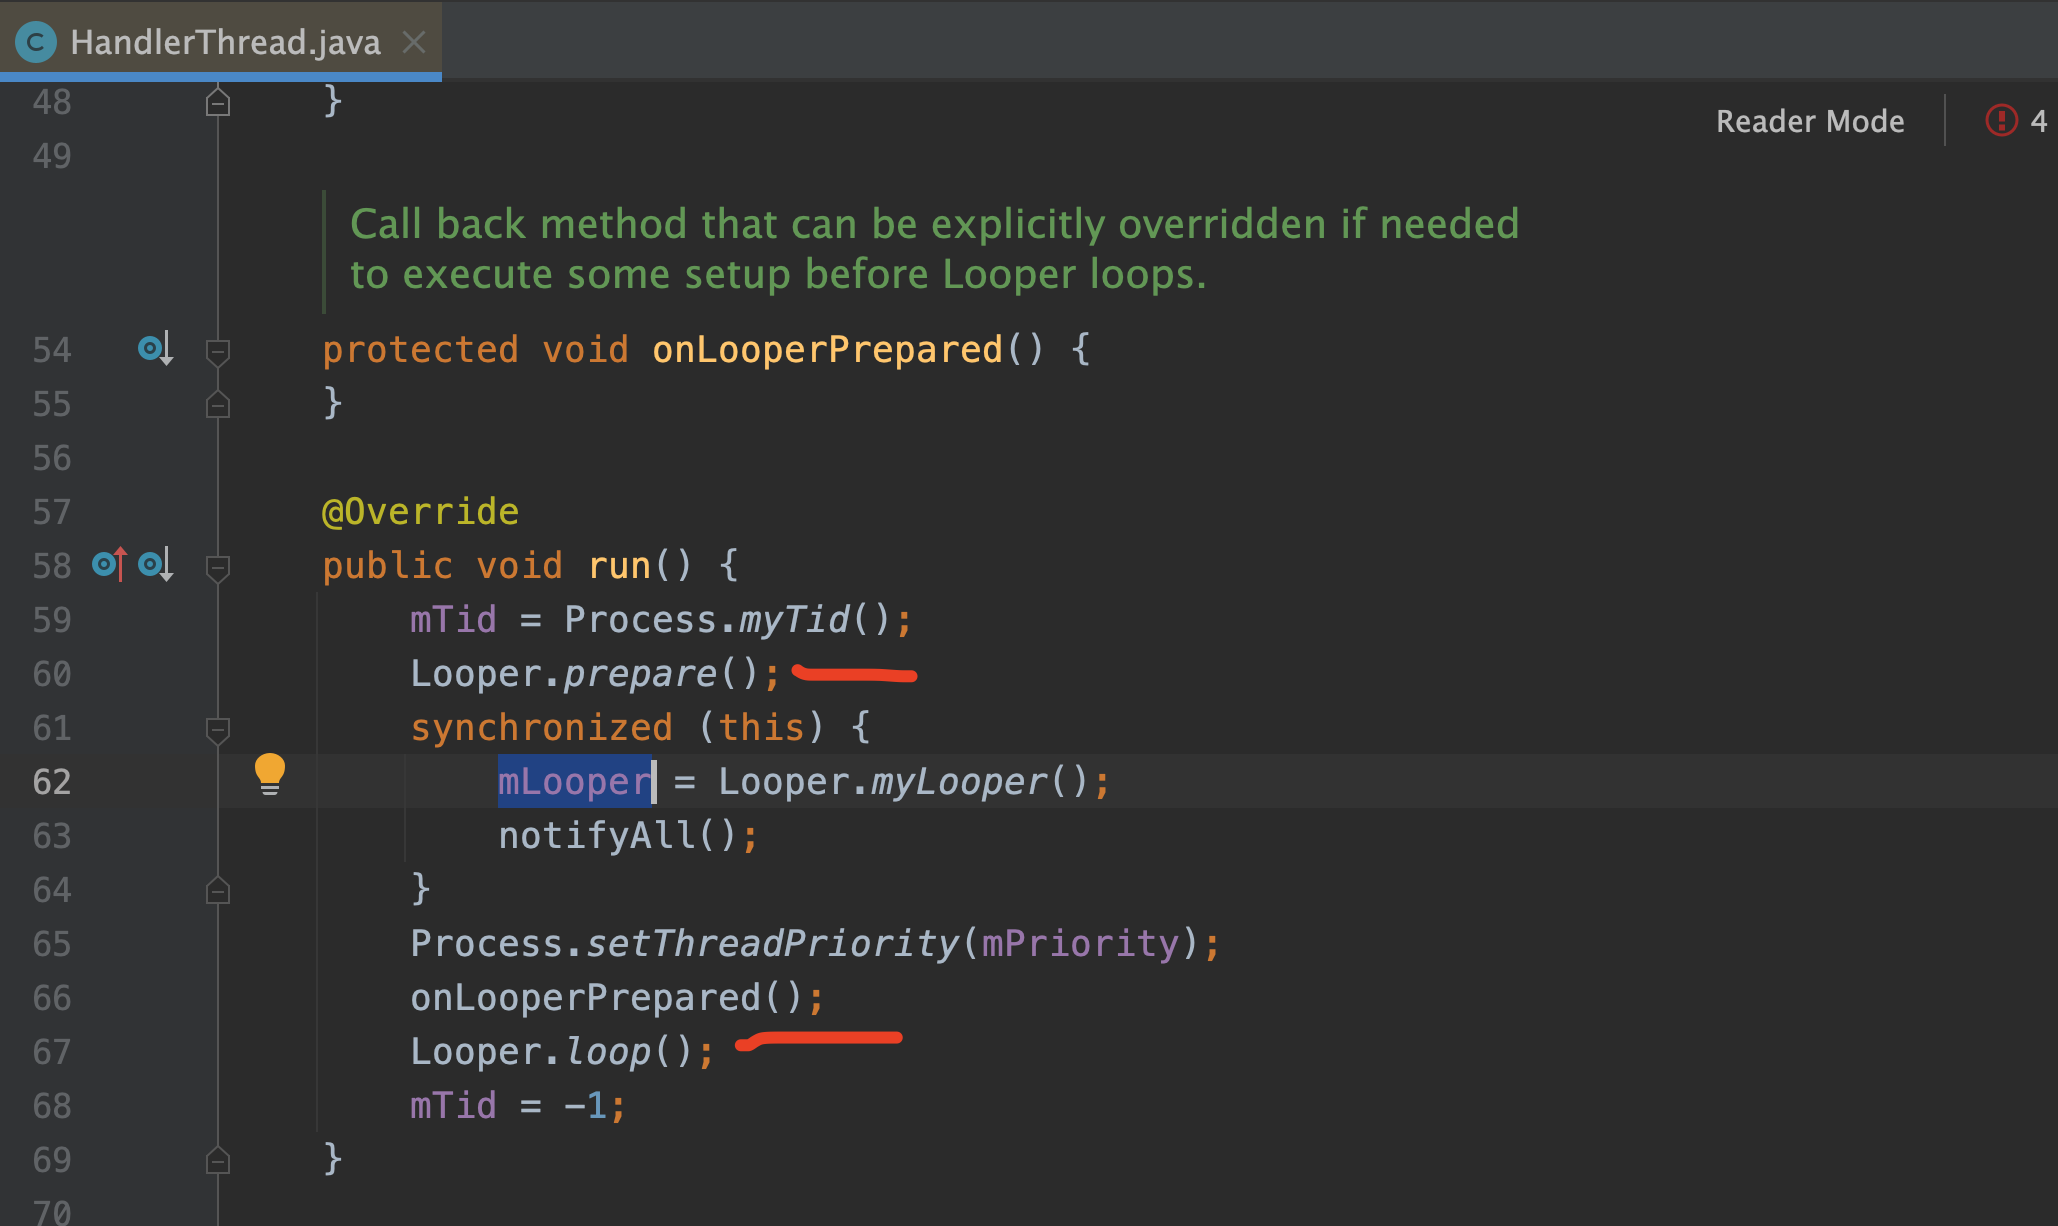 C HandlerThread.java
48 }
Reader Mode 4
49
Call back method that can be explicitly overridden if needed
to execute some setup before Looper loops.
54 protected void onLooperPrepared() {
55 }
56
57 @Override
58 public void run() {
59 mTid = Process.myTid();
60 Looper.prepare();
61 synchronized (this) {
62 mLooper = Looper.myLooper();
63 notifyAll();
64 }
65 Process.setThreadPriority(mPriority);
66 onLooperPrepared();
67 Looper.loop();
68 mTid = -1;
69 }
70